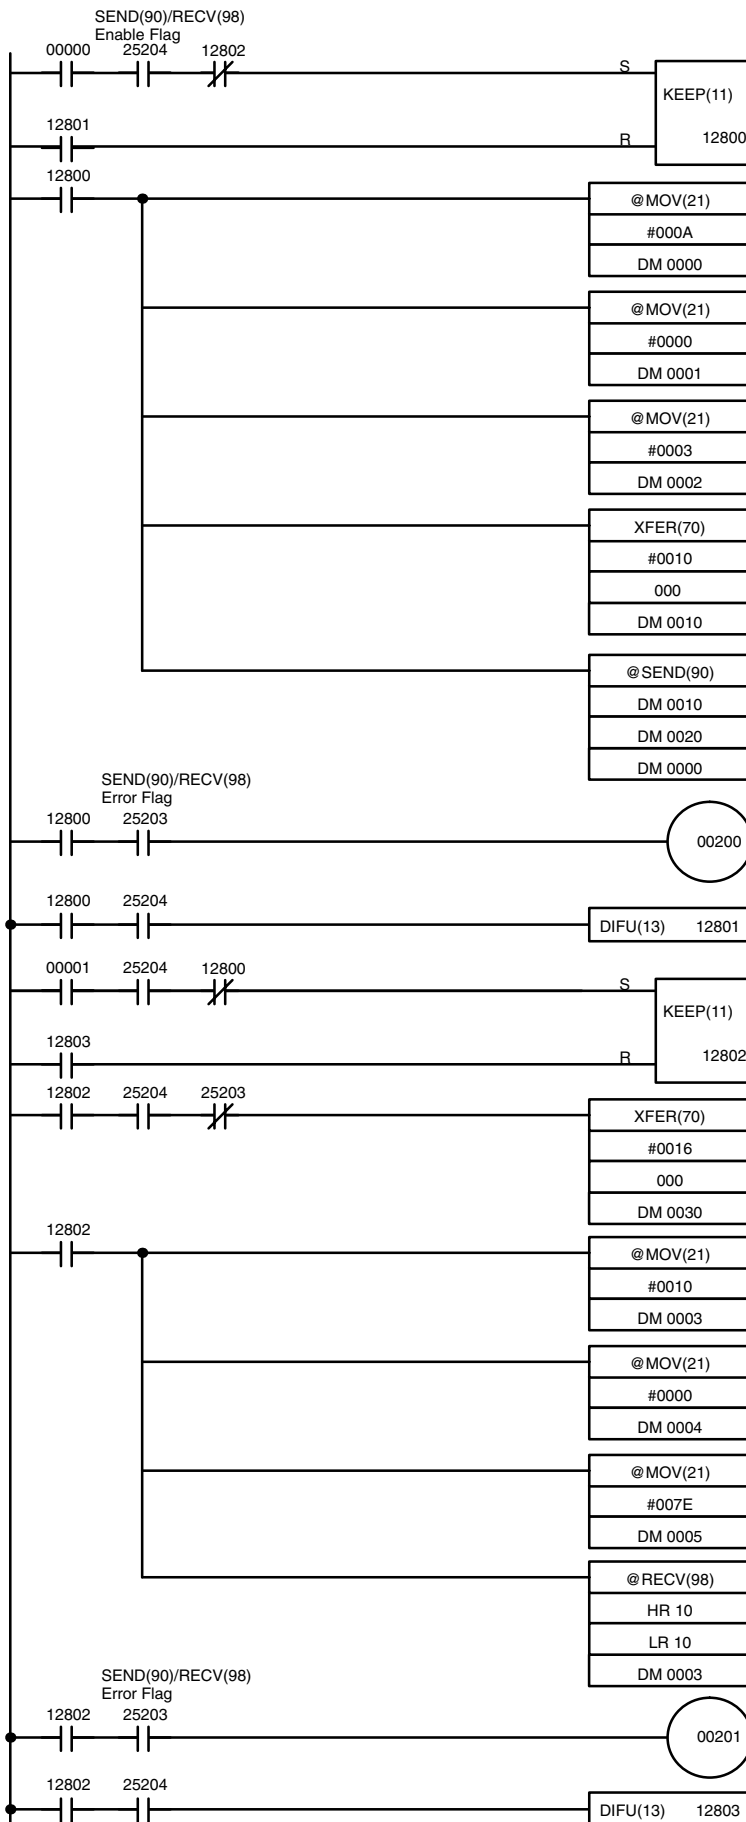 SEND(90)/RECV(98)
Enable Flag
00000 25204 12802
S
KEEP(11)
12801
R
12800
12800
@MOV(21)
#000A
DM 0000
@MOV(21)
#0000
DM 0001
@MOV(21)
#0003
DM 0002
XFER(70)
#0010
000
DM 0010
@SEND(90)
DM 0010
DM 0020
DM 0000
SEND(90)/RECV(98)
Error Flag
12800 25203
00200
12800 25204
DIFU(13) 12801
00001 25204 12800
S
KEEP(11)
12803
R
12802
12802 25204 25203
XFER(70)
#0016
000
DM 0030
12802
@MOV(21)
#0010
DM 0003
@MOV(21)
#0000
DM 0004
@MOV(21)
#007E
DM 0005
@RECV(98)
HR 10
LR 10
DM 0003
SEND(90)/RECV(98)
Error Flag
12802 25203
00201
12802 25204
DIFU(13) 12803